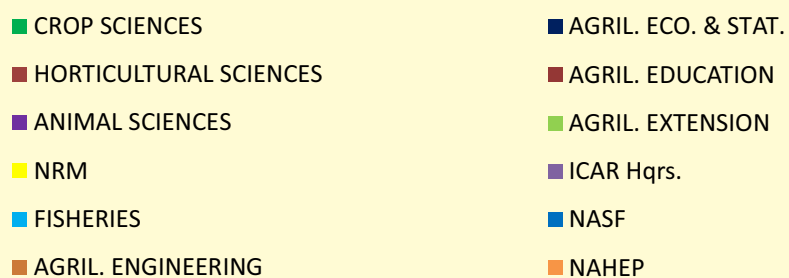 CROP SCIENCES
HORTICULTURAL SCIENCES
ANIMAL SCIENCES
NRM
FISHERIES
AGRIL. ENGINEERING
AGRIL. ECO. & STAT.
AGRIL. EDUCATION
AGRIL. EXTENSION
ICAR Hqrs.
NASF
NAHEP